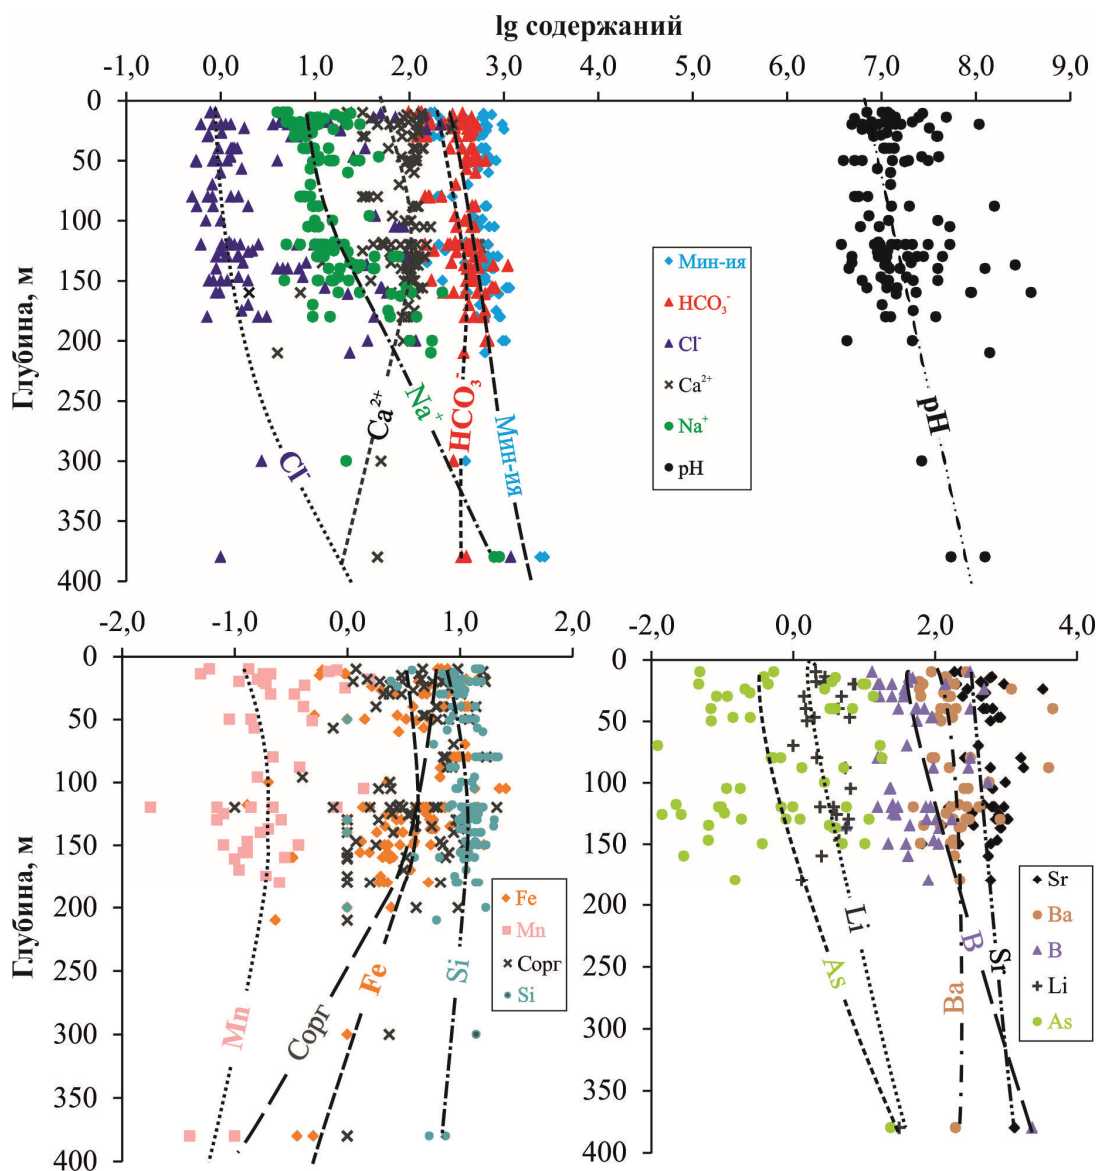 lg содержаний
-1,0 0,0 1,0 2,0 3,0 4,0 5,0 6,0 7,0 8,0 9,0
0
50
100
150
200
250
300
350
400
Глубина, м
Cl⁻
Ca²⁺
Na⁺
HCO₃⁻
Мин-ия
pH
Мин-ия
HCO₃⁻
Cl⁻
Ca²⁺
Na⁺
pH
-2,0 -1,0 0,0 1,0 2,0
0
50
100
150
200
250
300
350
400
Глубина, м
Mn
Сорг
Fe
Si
Fe
Mn
Сорг
Si
-2,0 0,0 2,0 4,0
0
50
100
150
200
250
300
350
400
As
Li
Ba
B
Sr
Sr
Ba
B
Li
As